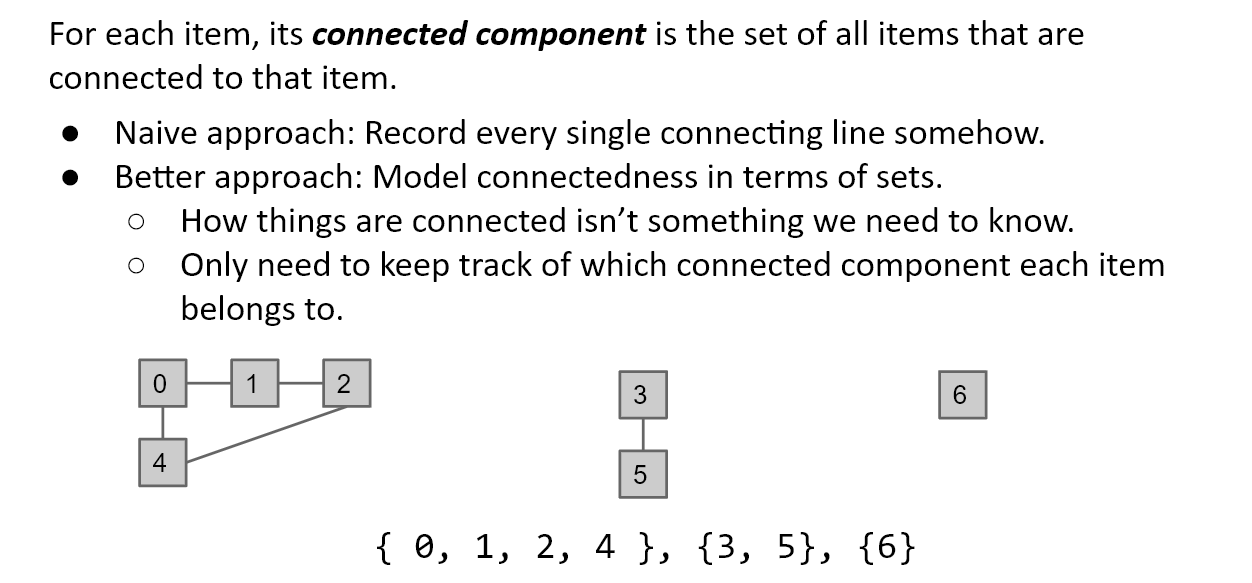 For each item, its connected component is the set of all items that are
connected to that item.
● Naive approach: Record every single connecting line somehow.
● Better approach: Model connectedness in terms of sets.
○ How things are connected isn’t something we need to know.
○ Only need to keep track of which connected component each item
belongs to.
0 1 2
4
3
5
6
{ 0, 1, 2, 4 }, {3, 5}, {6}